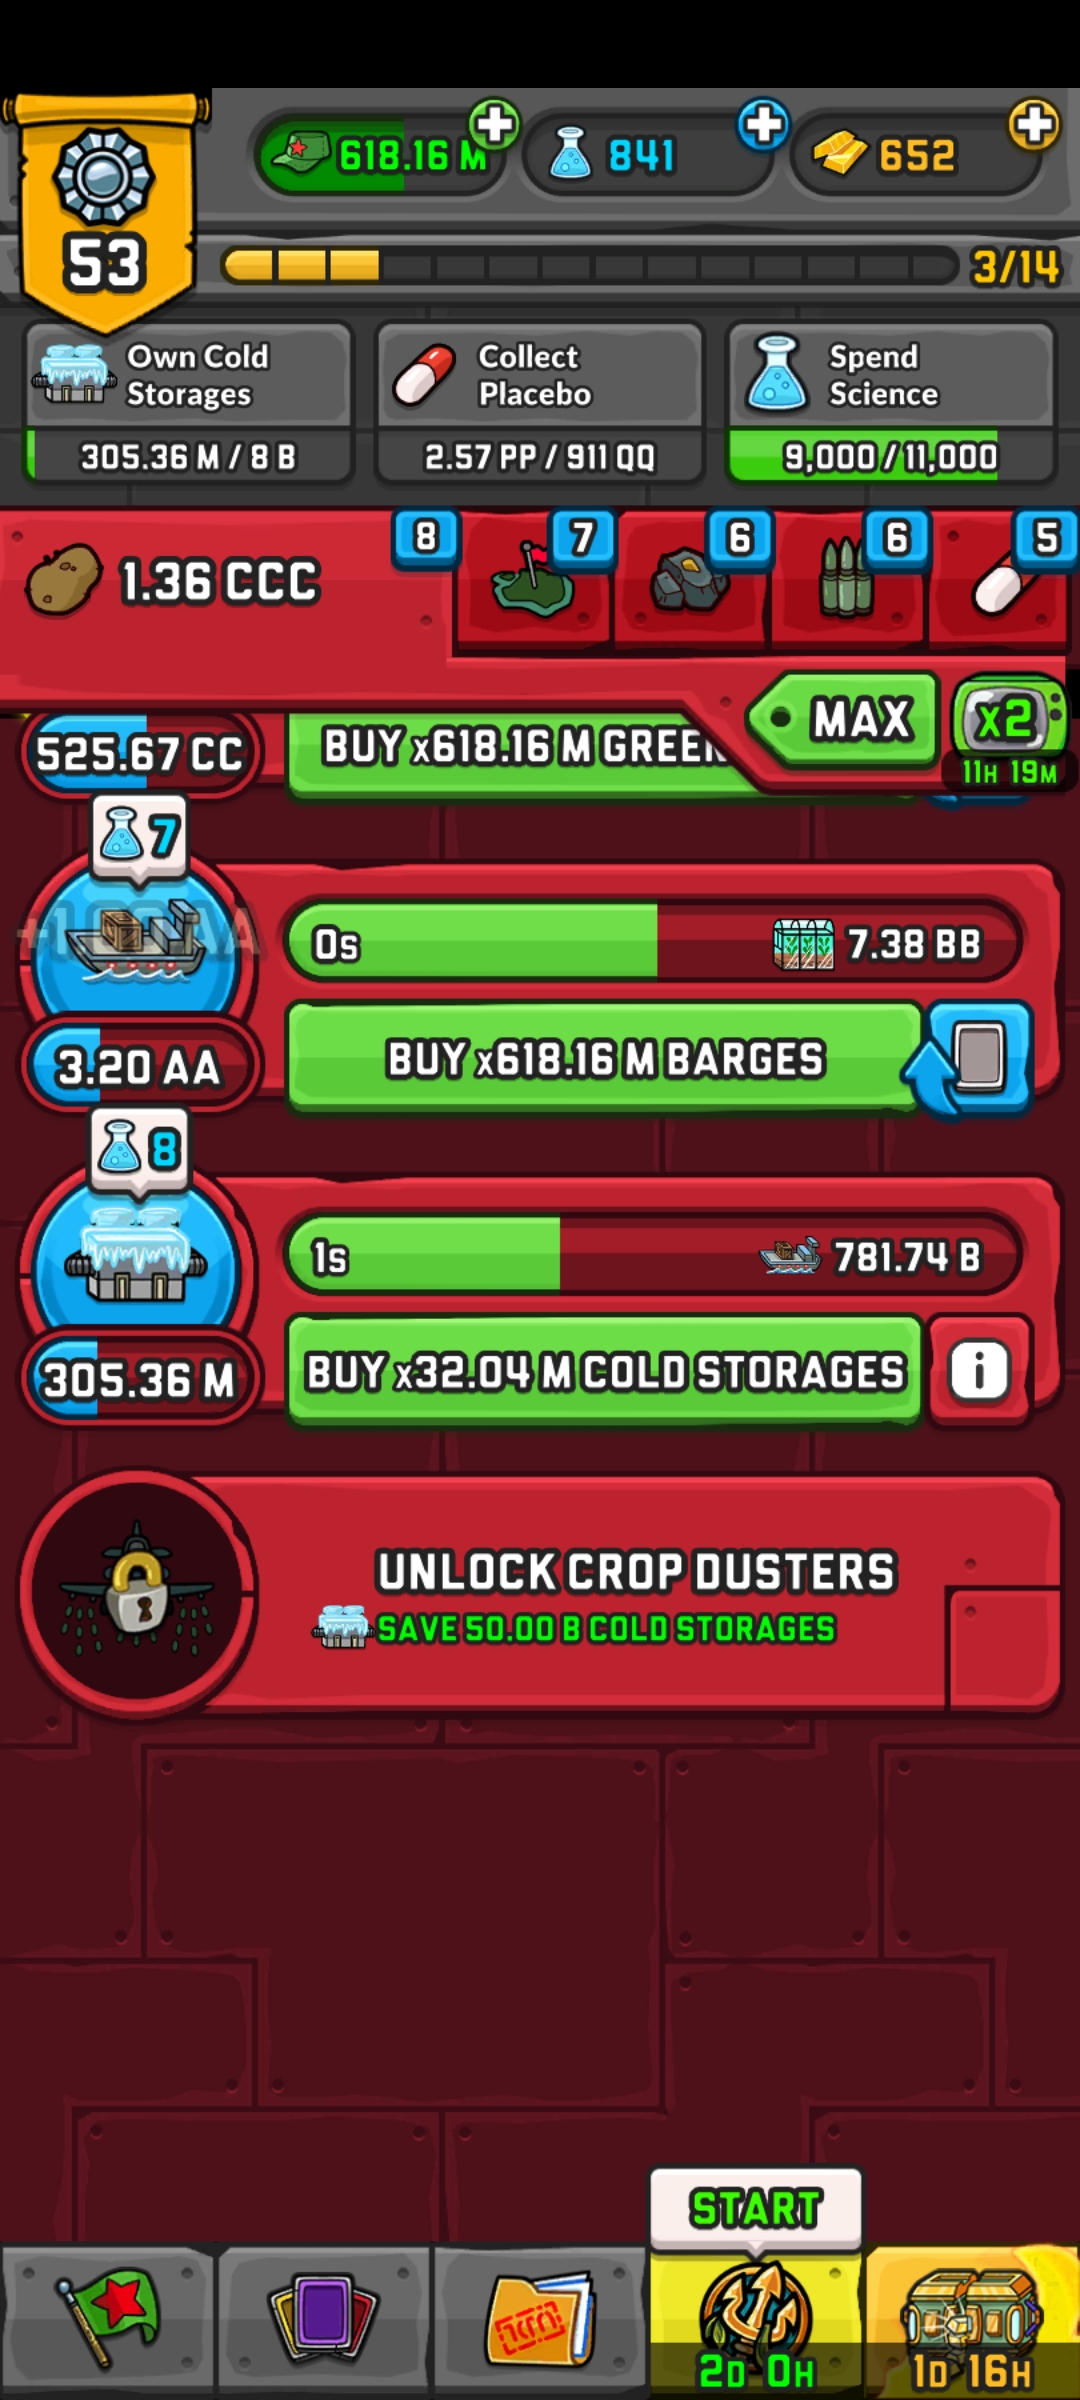 618.16 M
841
652
53
3/14
Own Cold
Storages
305.36 M / 8 B
Collect
Placebo
2.57 PP / 911 QQ
Spend
Science
9,000 / 11,000
1.36 CCC
8
7
6
6
5
MAX
x2
11H 19M
525.67 CC
BUY x618.16 M GREEN
7
0s
7.38 BB
3.20 AA
BUY x618.16 M BARGES
8
1s
781.74 B
305.36 M
BUY x32.04 M COLD STORAGES
i
UNLOCK CROP DUSTERS
SAVE 50.00 B COLD STORAGES
START
2D 0H
1D 16H